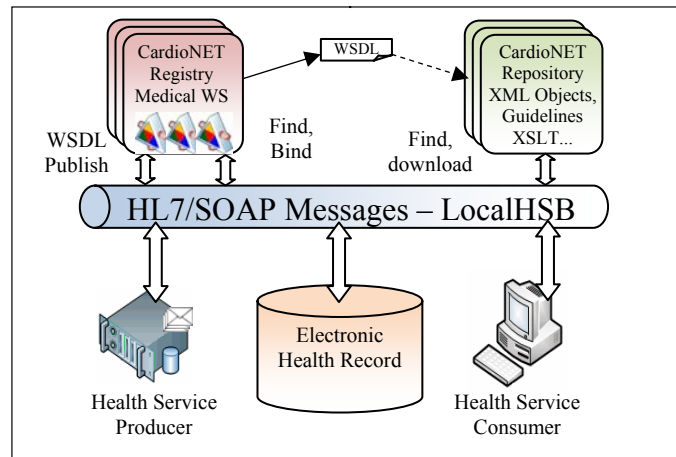 CardioNET
Registry
Medical WS
WSDL
CardioNET
Repository
XML Objects,
Guidelines
XSLT...
WSDL
Publish
Find,
Bind
Find,
download
HL7/SOAP Messages – LocalHSB
Electronic
Health Record
Health Service
Producer
Health Service
Consumer